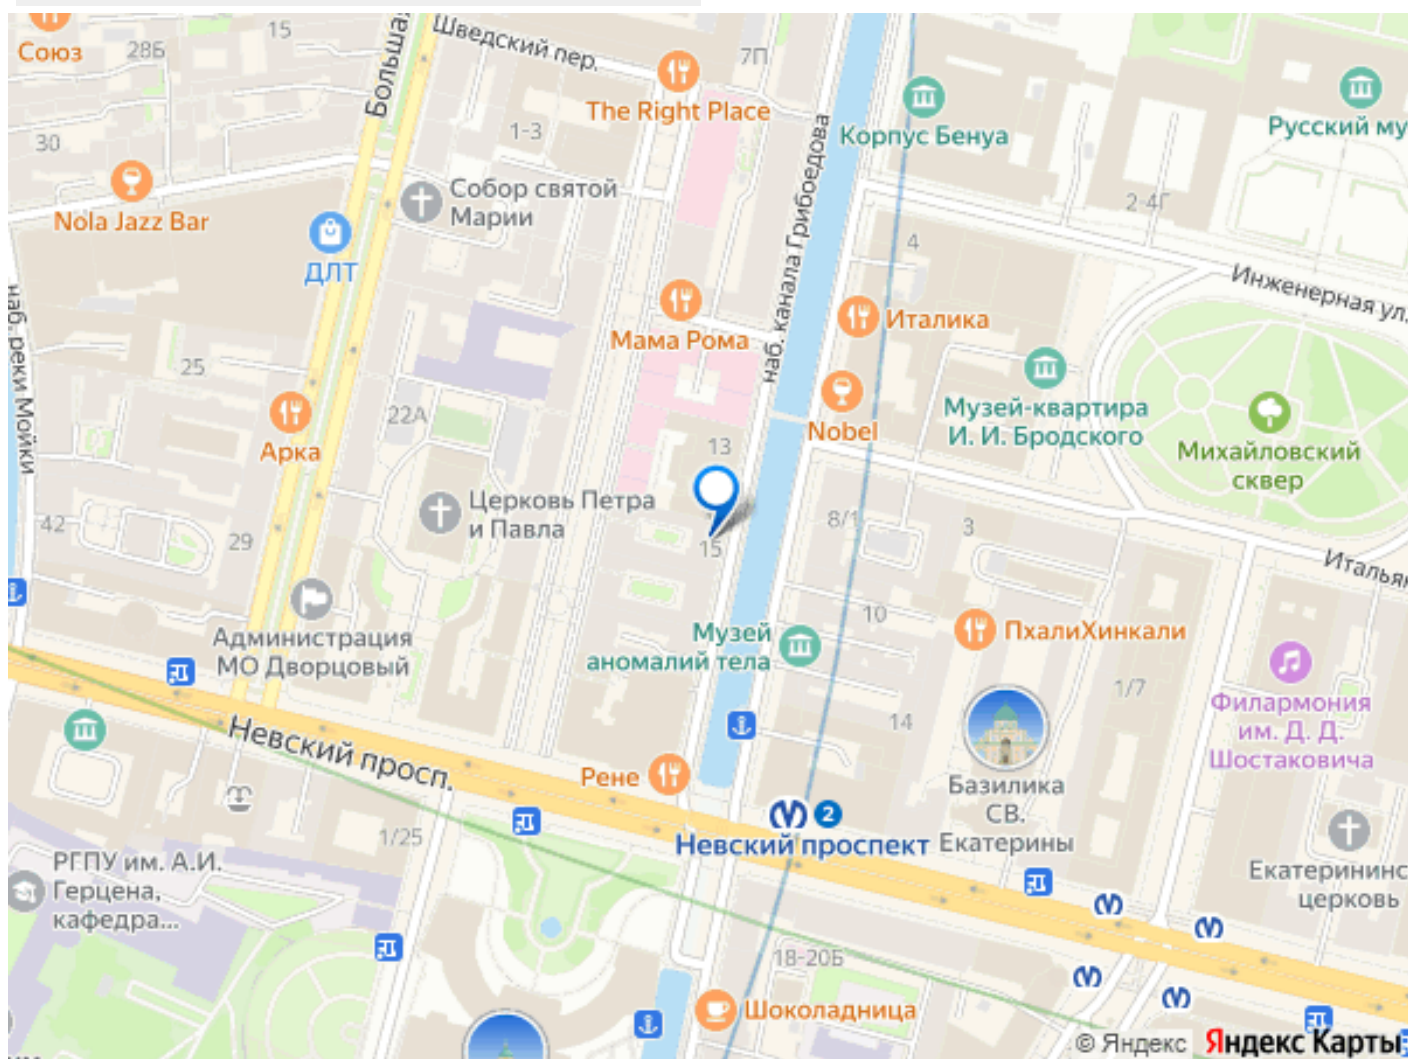 Союз
28Б
15
Большая
Шведский пер.
7П
The Right Place
Корпус Бенуа
Русский му
30
1-3
Nola Jazz Bar
Собор святой
Марии
ДЛТ
2-4Г
4
наб. канала Грибоедова
Инженерная ул.
наб. реки Мойки
Мама Рома
Италика
25
22А
Арка
Nobel
Музей-квартира
И. И. Бродского
Михайловский
сквер
13
Церковь Петра
и Павла
42
29
15
8/1
3
Итальян
Администрация
МО Дворцовый
Музей
аномалий тела
10
ПхалиХинкали
1/7
14
Филармония
им. Д. Д.
Шостаковича
Невский просп.
Рене
Базилика
СВ.
Екатерины
2
Невский проспект
1/25
РГПУ им. А.И.
Герцена,
кафедра...
Екатерининс
церковь
18-20Б
Шоколадница
© Яндекс Яндекс Карты